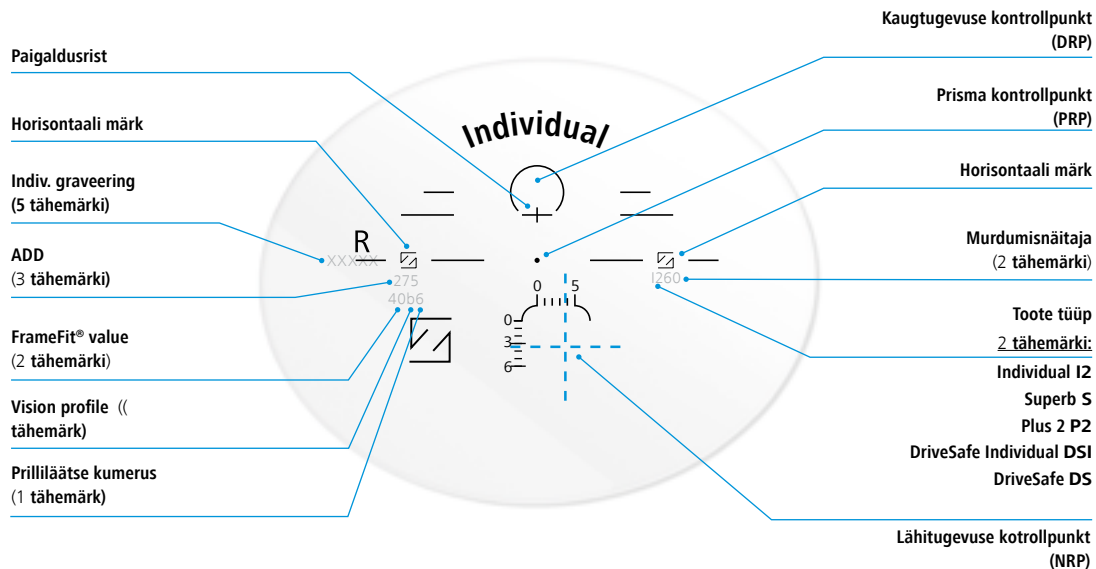 Paigaldusrist
Horisontaali märk
Indiv. graveering
(5 tähemärki)
ADD
(3 tähemärki)
FrameFit® value
(2 tähemärki)
Vision profile ((
tähemärk)
Prilliläätse kumerus
(1 tähemärk)
Individual
R
XXXXX
275
40b6
I260
0 5
0
3
6
Kaugtugevuse kontrollpunkt
(DRP)
Prisma kontrollpunkt
(PRP)
Horisontaali märk
Murdumisnäitaja
(2 tähemärki)
Toote tüüp
2 tähemärki:
Individual I2
Superb S
Plus 2 P2
DriveSafe Individual DSI
DriveSafe DS
Lähitugevuse kotrollpunkt
(NRP)